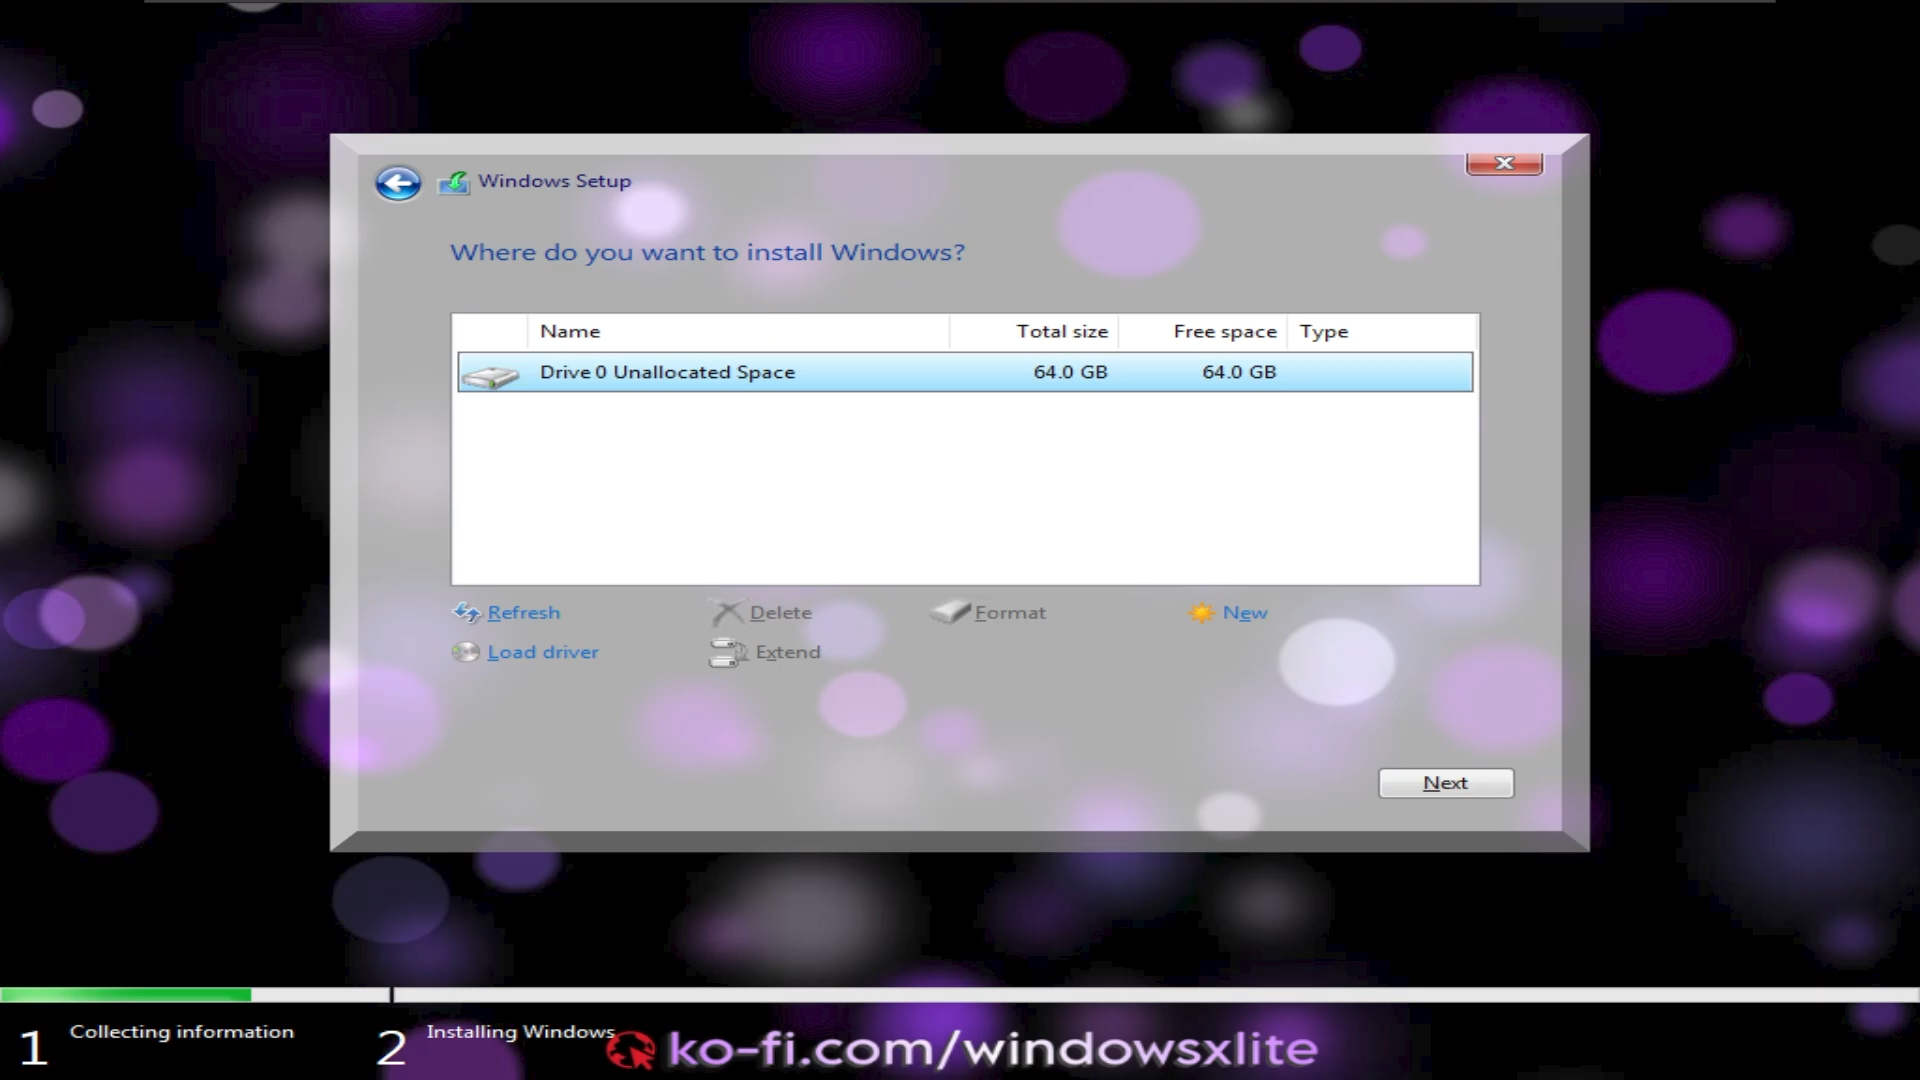 Windows Setup
Where do you want to install Windows?
Name Total size Free space Type
Drive 0 Unallocated Space 64.0 GB 64.0 GB
Refresh Delete Format New
Load driver Extend
Next
1 Collecting information 2 Installing Windows
ko-fi.com/windowsxlite